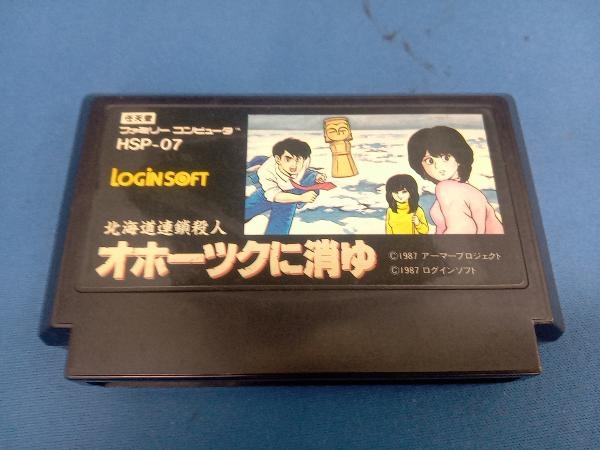 任天堂
ファミリーコンピュータ™
HSP-07
LOGiNSOFT
北海道連鎖殺人
オホーツクに消ゆ
©1987 アーマープロジェクト
©1987 ログインソフト